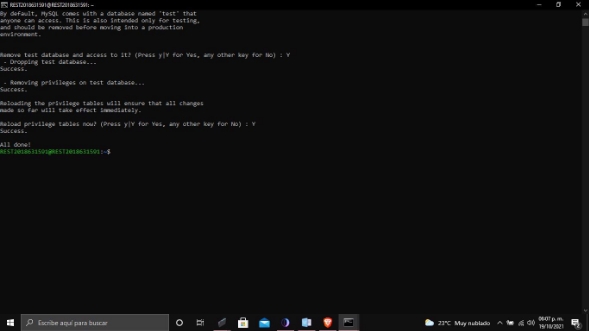 REST2018631591@REST2018631591: ~
By default, MySQL comes with a database named 'test' that
anyone can access. This is also intended only for testing,
and should be removed before moving into a production
environment.
Remove test database and access to it? (Press y|Y for Yes, any other key for No) : Y
- Dropping test database...
Success.
- Removing privileges on test database...
Success.
Reloading the privilege tables will ensure that all changes
made so far will take effect immediately.
Reload privilege tables now? (Press y|Y for Yes, any other key for No) : Y
Success.
All done!
REST2018631591@REST2018631591:~$
Escribe aquí para buscar
22°C Muy nublado
06:07 p. m.
19/10/2021